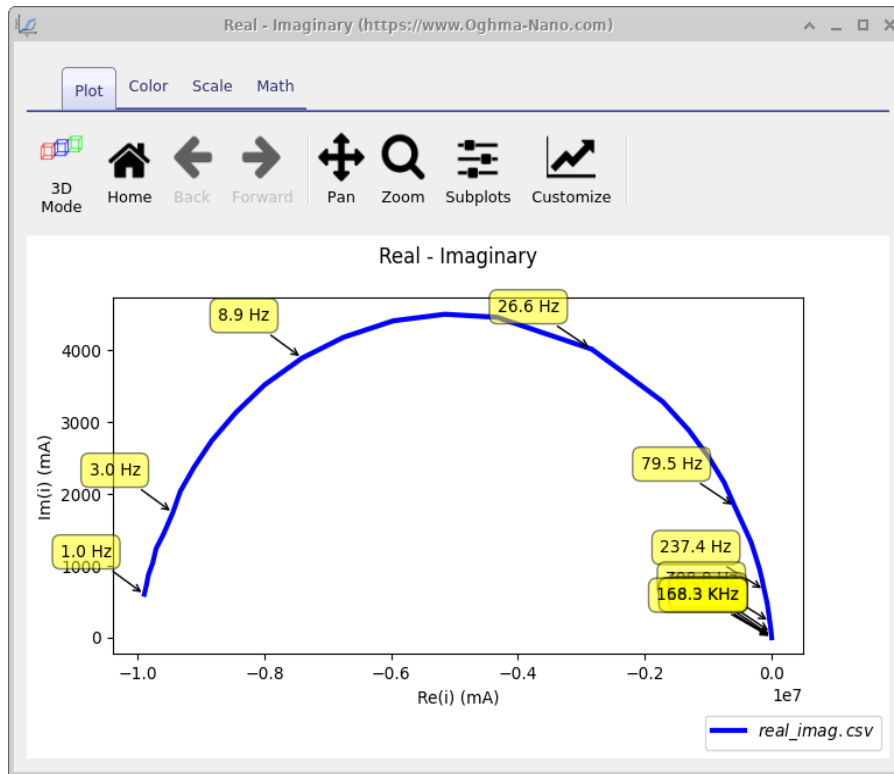 Real - Imaginary (https://www.Oghma-Nano.com)
Plot Color Scale Math
3D Mode
Home
Back
Forward
Pan
Zoom
Subplots
Customize
Real - Imaginary
8.9 Hz
26.6 Hz
3.0 Hz
79.5 Hz
1.0 Hz
237.4 Hz
168.3 KHz
4000
3000
2000
1000
0
Im(i) (mA)
−1.0 −0.8 −0.6 −0.4 −0.2 0.0
1e7
Re(i) (mA)
real_imag.csv